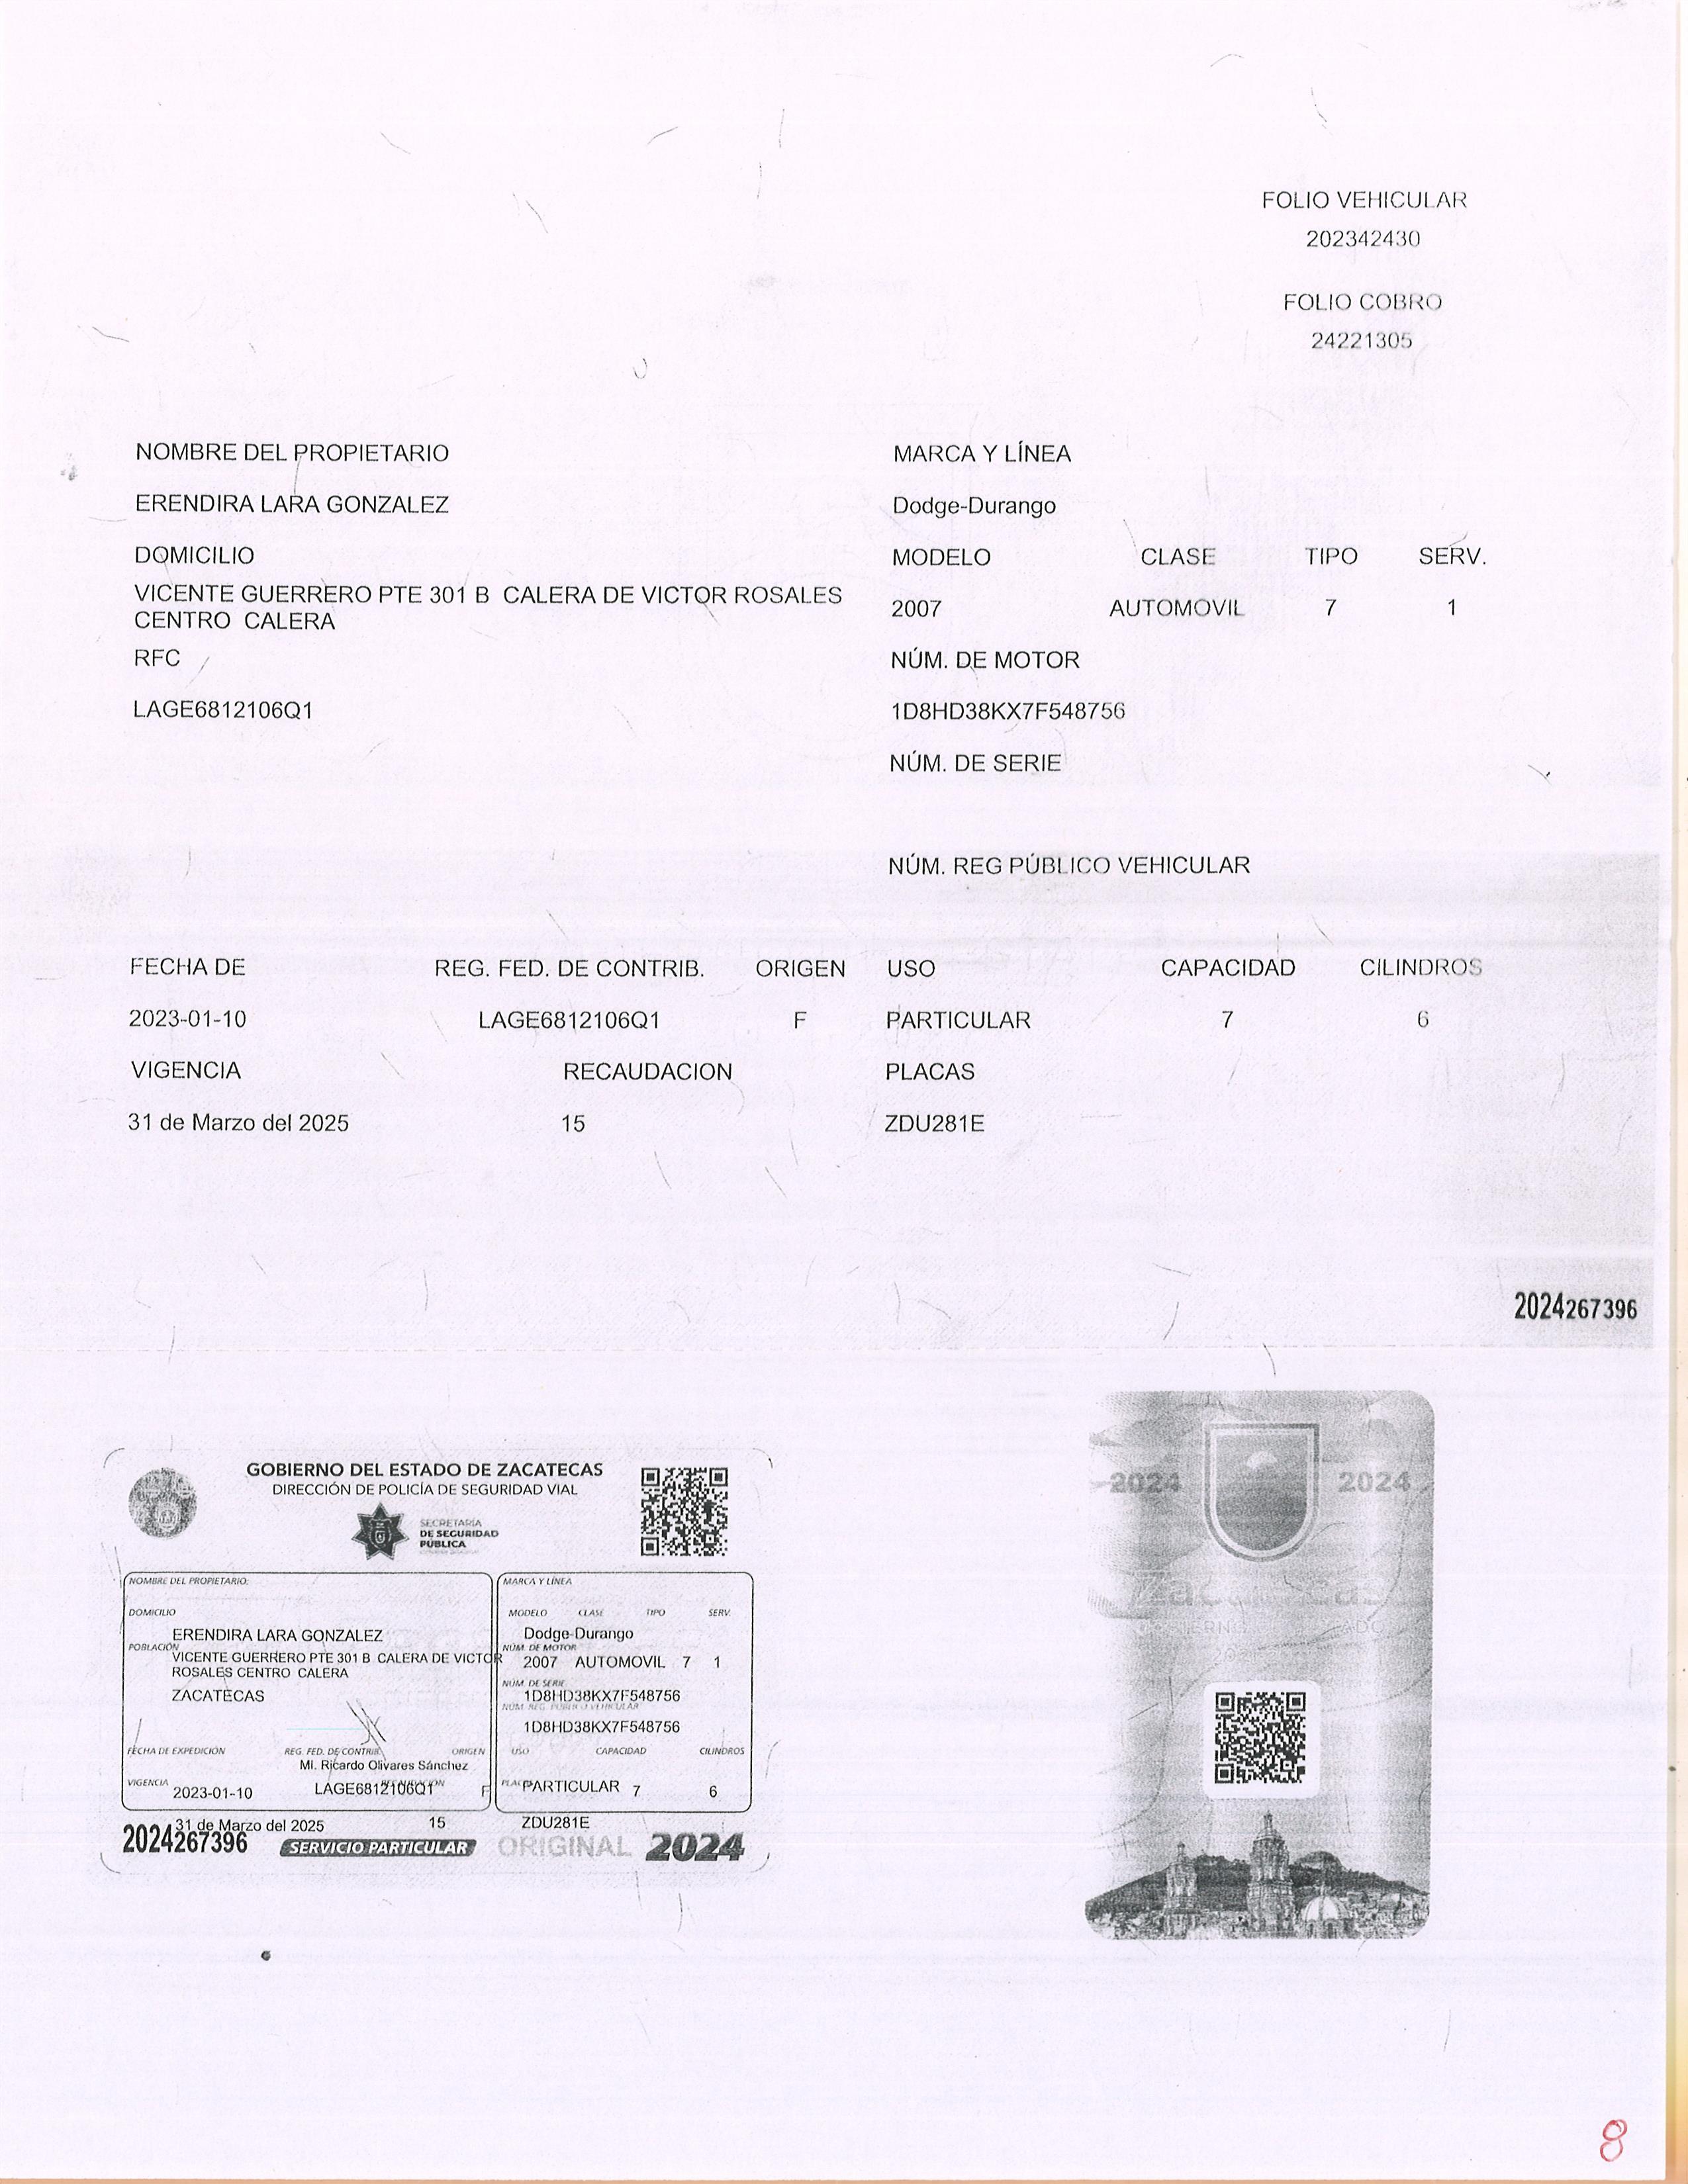 FOLIO VEHICULAR
202342430
FOLIO COBRO
24221305
NOMBRE DEL PROPIETARIO
ERENDIRA LARA GONZALEZ
DOMICILIO
VICENTE GUERRERO PTE 301 B CALERA DE VICTOR ROSALES
CENTRO CALERA
RFC
LAGE6812106Q1
MARCA Y LÍNEA
Dodge-Durango
MODELO CLASE TIPO SERV.
2007 AUTOMOVIL 7 1
NÚM. DE MOTOR
1D8HD38KX7F548756
NÚM. DE SERIE
NÚM. REG PÚBLICO VEHICULAR
FECHA DE REG. FED. DE CONTRIB. ORIGEN USO CAPACIDAD CILINDROS
2023-01-10 LAGE6812106Q1 F PARTICULAR 7 6
VIGENCIA RECAUDACION PLACAS
31 de Marzo del 2025 15 ZDU281E
2024267396
GOBIERNO DEL ESTADO DE ZACATECAS
DIRECCIÓN DE POLICÍA DE SEGURIDAD VIAL
SECRETARÍA
DE SEGURIDAD
PÚBLICA
NOMBRE DEL PROPIETARIO:
DOMICILIO
ERENDIRA LARA GONZALEZ
POBLACIÓN
VICENTE GUERRERO PTE 301 B CALERA DE VICTOR
ROSALES CENTRO CALERA
ZACATECAS
FECHA DE EXPEDICIÓN REG. FED. DE CONTRIB. ORIGEN
MI. Ricardo Olivares Sánchez
VIGENCIA
2023-01-10 LAGE6812106Q1 F
31 de Marzo del 2025 15
MARCA Y LÍNEA
MODELO CLASE TIPO SERV.
Dodge-Durango
NÚM. DE MOTOR
2007 AUTOMOVIL 7 1
NÚM. DE SERIE
1D8HD38KX7F548756
NÚM. REG. PÚBLICO VEHICULAR
1D8HD38KX7F548756
USO CAPACIDAD CILINDROS
PARTICULAR 7 6
ZDU281E
2024267396 SERVICIO PARTICULAR ORIGINAL 2024
2024 2024
Zacatecas
8